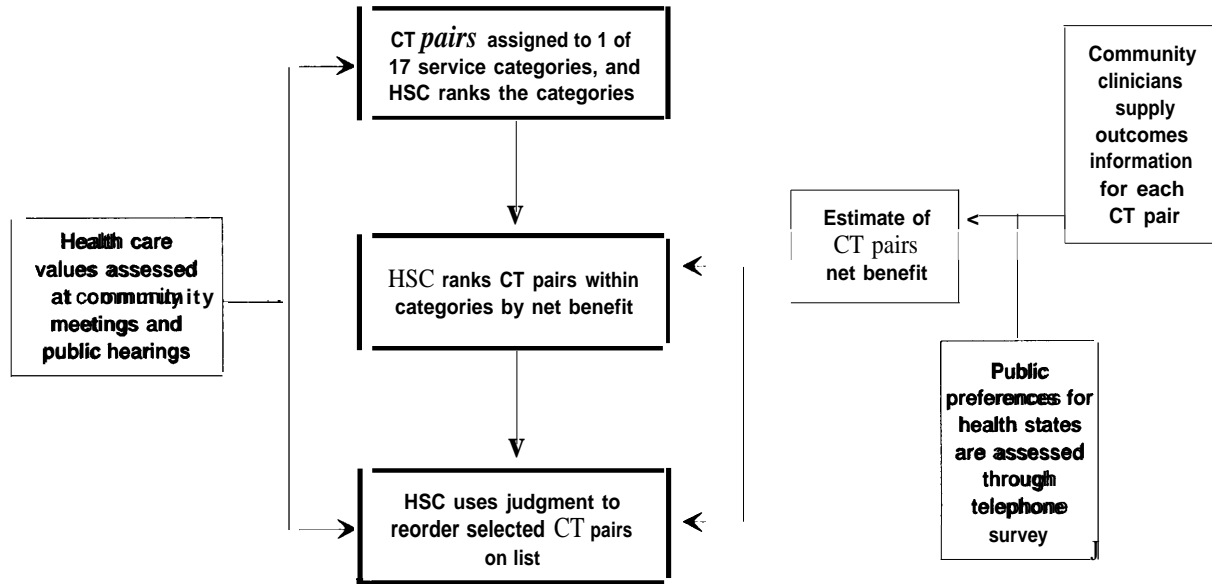 CT pairs assigned to 1 of
17 service categories, and
HSC ranks the categories
Community
clinicians
supply
outcomes
information
for each
CT pair
Health care
values assessed
at community
meetings and
public hearings
Estimate of
CT pairs
net benefit
HSC ranks CT pairs within
categories by net benefit
Public
preferences for
health states
are assessed
through
telephone
survey
HSC uses judgment to
reorder selected CT pairs
on list